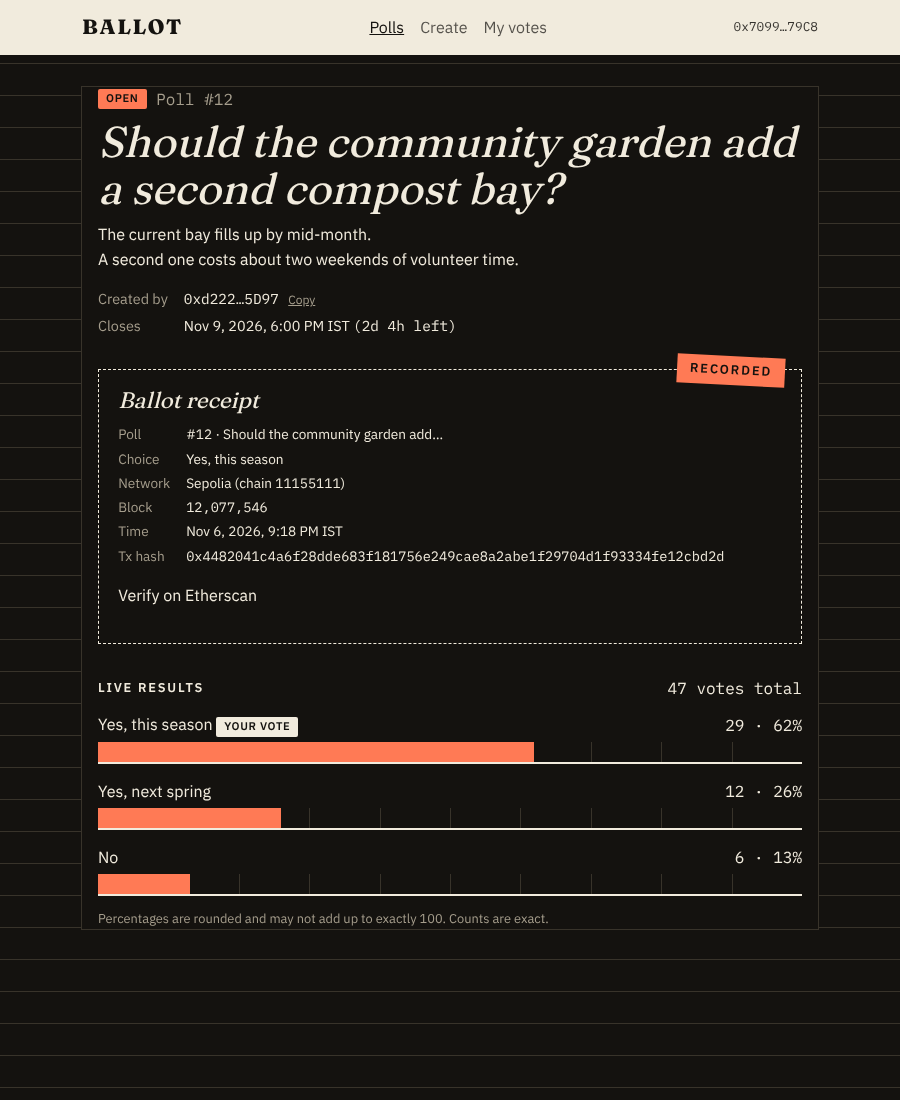 BALLOT
Polls Create My votes
0x7099…79C8
OPEN Poll #12
Should the community garden add
a second compost bay?
The current bay fills up by mid-month.
A second one costs about two weekends of volunteer time.
Created by 0xd222…5D97 Copy
Closes Nov 9, 2026, 6:00 PM IST (2d 4h left)
RECORDED
Ballot receipt
Poll #12 · Should the community garden add…
Choice Yes, this season
Network Sepolia (chain 11155111)
Block 12,077,546
Time Nov 6, 2026, 9:18 PM IST
Tx hash 0x4482041c4a6f28dde683f181756e249cae8a2abe1f29704d1f93334fe12cbd2d
Verify on Etherscan
LIVE RESULTS 47 votes total
Yes, this season YOUR VOTE 29 · 62%
Yes, next spring 12 · 26%
No 6 · 13%
Percentages are rounded and may not add up to exactly 100. Counts are exact.